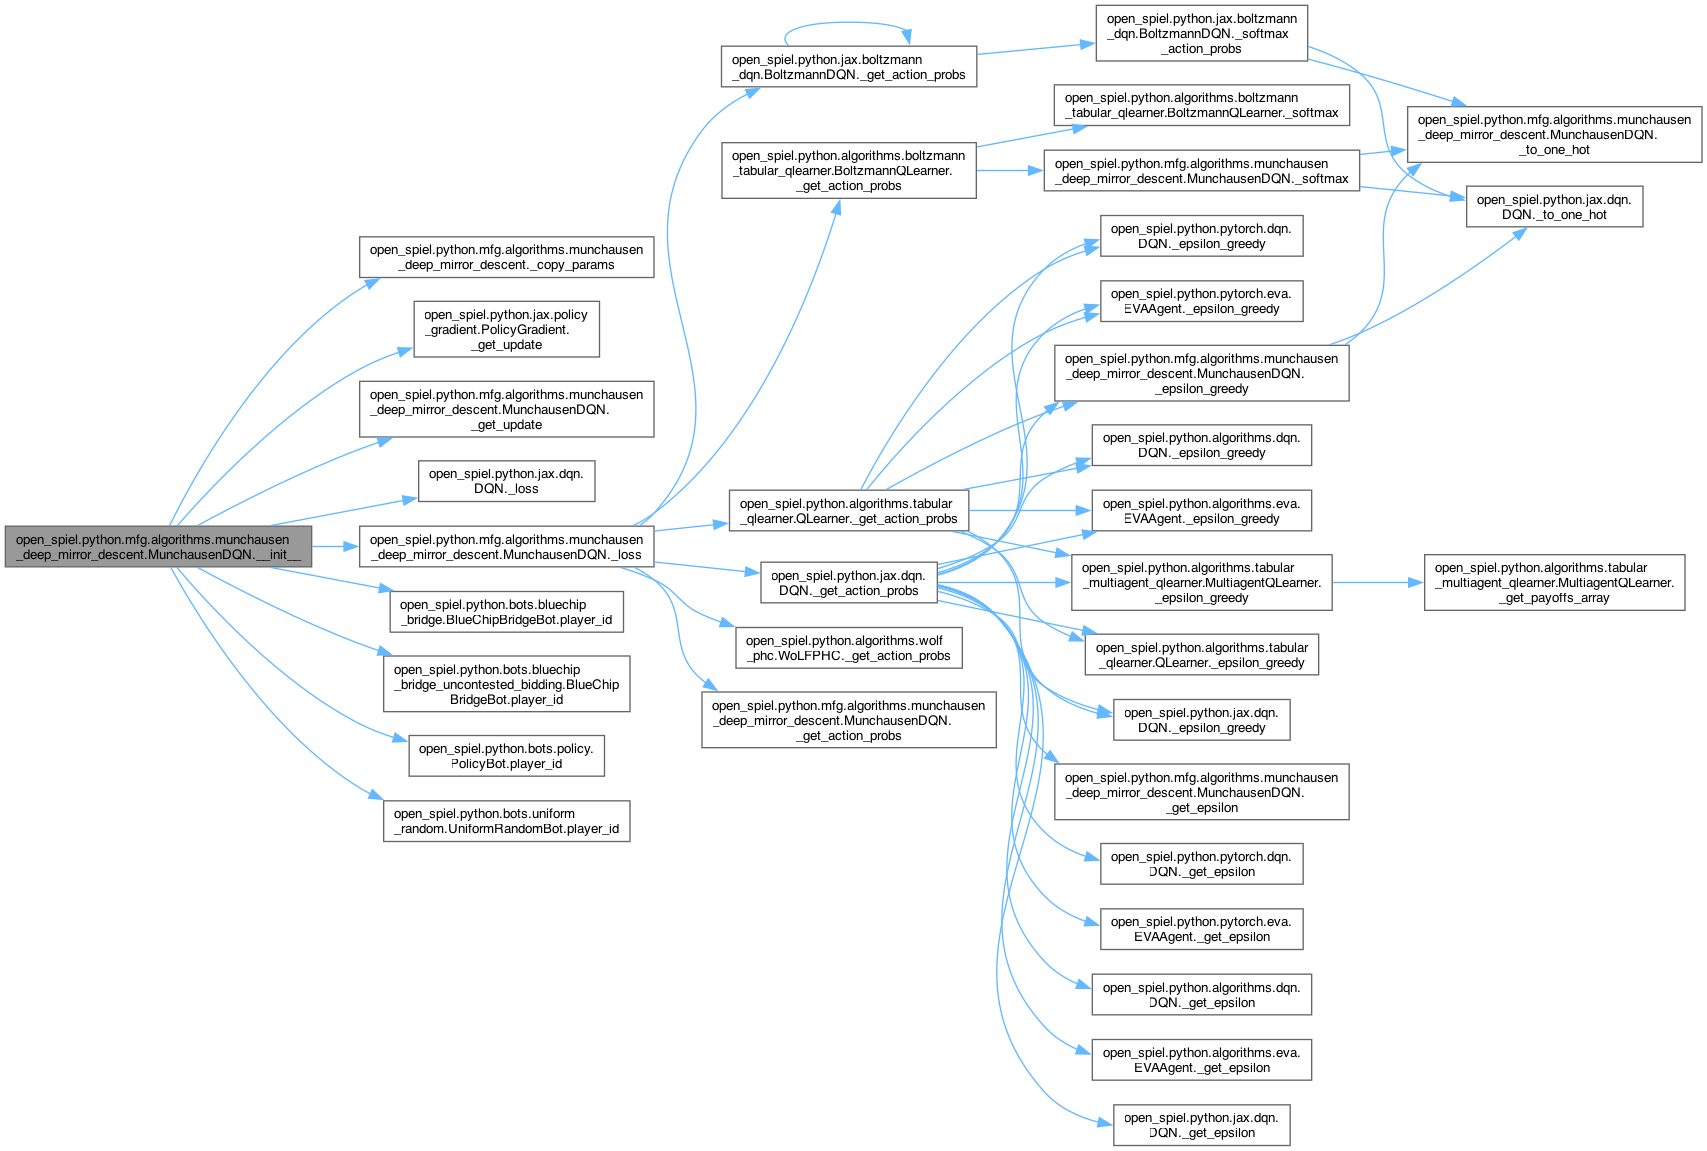 open_spiel.python.mfg.algorithms.munchausen
_deep_mirror_descent.MunchausenDQN.__init__
open_spiel.python.mfg.algorithms.munchausen
_deep_mirror_descent._copy_params
open_spiel.python.jax.policy
_gradient.PolicyGradient.
_get_update
open_spiel.python.mfg.algorithms.munchausen
_deep_mirror_descent.MunchausenDQN.
_get_update
open_spiel.python.jax.dqn.
DQN._loss
open_spiel.python.mfg.algorithms.munchausen
_deep_mirror_descent.MunchausenDQN._loss
open_spiel.python.bots.bluechip
_bridge.BlueChipBridgeBot.player_id
open_spiel.python.bots.bluechip
_bridge_uncontested_bidding.BlueChip
BridgeBot.player_id
open_spiel.python.bots.policy.
PolicyBot.player_id
open_spiel.python.bots.uniform
_random.UniformRandomBot.player_id
open_spiel.python.jax.boltzmann
_dqn.BoltzmannDQN._get_action_probs
open_spiel.python.algorithms.boltzmann
_tabular_qlearner.BoltzmannQLearner.
_get_action_probs
open_spiel.python.algorithms.tabular
_qlearner.QLearner._get_action_probs
open_spiel.python.jax.dqn.
DQN._get_action_probs
open_spiel.python.algorithms.wolf
_phc.WoLFPHC._get_action_probs
open_spiel.python.mfg.algorithms.munchausen
_deep_mirror_descent.MunchausenDQN.
_get_action_probs
open_spiel.python.jax.boltzmann
_dqn.BoltzmannDQN._softmax
_action_probs
open_spiel.python.algorithms.boltzmann
_tabular_qlearner.BoltzmannQLearner._softmax
open_spiel.python.mfg.algorithms.munchausen
_deep_mirror_descent.MunchausenDQN._softmax
open_spiel.python.pytorch.dqn.
DQN._epsilon_greedy
open_spiel.python.pytorch.eva.
EVAAgent._epsilon_greedy
open_spiel.python.mfg.algorithms.munchausen
_deep_mirror_descent.MunchausenDQN.
_epsilon_greedy
open_spiel.python.algorithms.dqn.
DQN._epsilon_greedy
open_spiel.python.algorithms.eva.
EVAAgent._epsilon_greedy
open_spiel.python.algorithms.tabular
_multiagent_qlearner.MultiagentQLearner.
_epsilon_greedy
open_spiel.python.algorithms.tabular
_qlearner.QLearner._epsilon_greedy
open_spiel.python.jax.dqn.
DQN._epsilon_greedy
open_spiel.python.mfg.algorithms.munchausen
_deep_mirror_descent.MunchausenDQN.
_get_epsilon
open_spiel.python.pytorch.dqn.
DQN._get_epsilon
open_spiel.python.pytorch.eva.
EVAAgent._get_epsilon
open_spiel.python.algorithms.dqn.
DQN._get_epsilon
open_spiel.python.algorithms.eva.
EVAAgent._get_epsilon
open_spiel.python.jax.dqn.
DQN._get_epsilon
open_spiel.python.mfg.algorithms.munchausen
_deep_mirror_descent.MunchausenDQN.
_to_one_hot
open_spiel.python.jax.dqn.
DQN._to_one_hot
open_spiel.python.algorithms.tabular
_multiagent_qlearner.MultiagentQLearner.
_get_payoffs_array